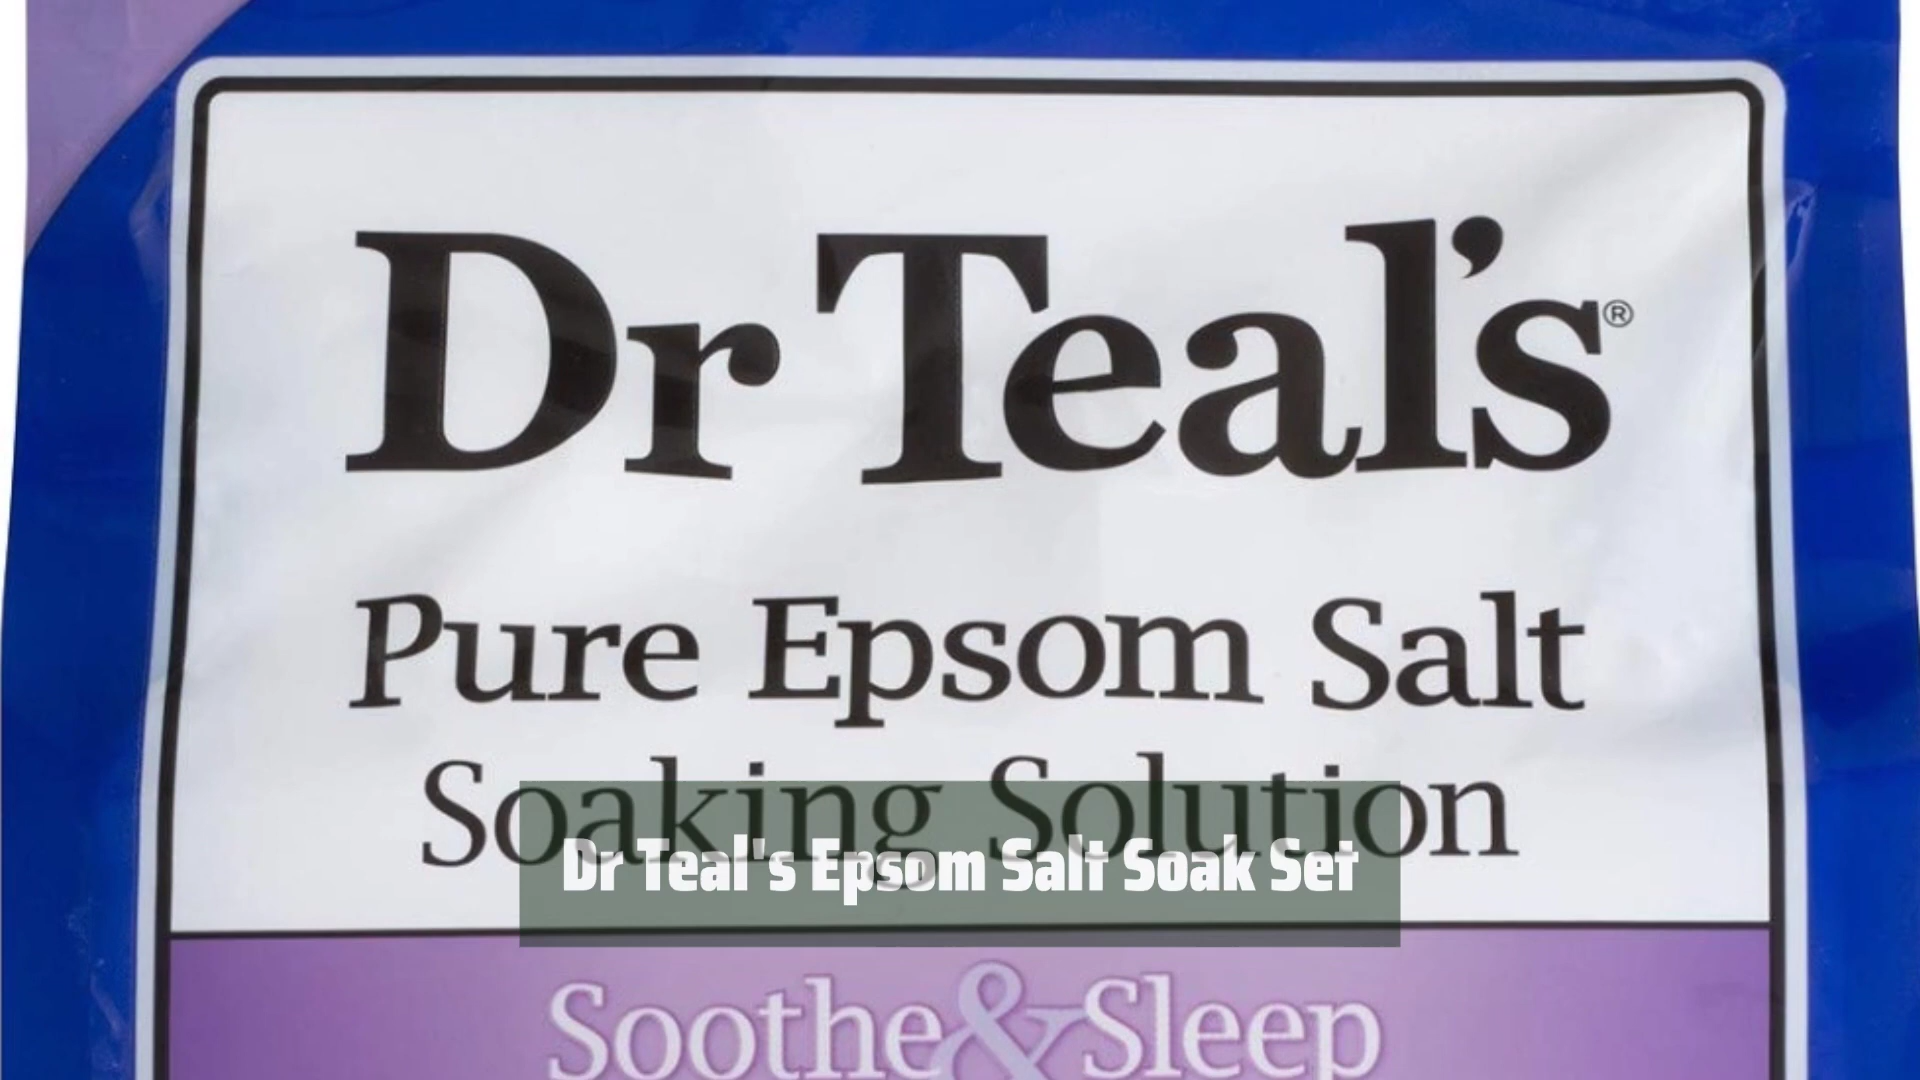 Dr Teal's®
Pure Epsom Salt
Soaking Solution
Dr Teal's Epsom Salt Soak Set
Soothe & Sleep